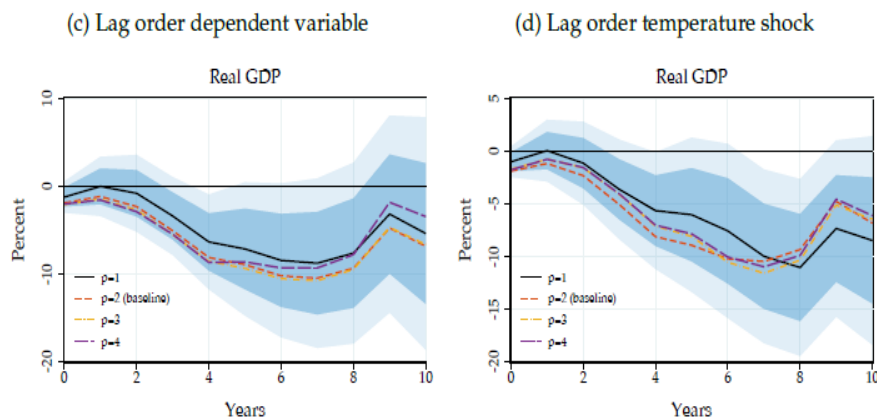 (c) Lag order dependent variable
Real GDP
Percent
10
0
-10
-20
p=1
p=2 (baseline)
p=3
p=4
0 2 4 6 8 10
Years
(d) Lag order temperature shock
Real GDP
Percent
5
0
-5
-10
-15
-20
p=1
p=2 (baseline)
p=3
p=4
0 2 4 6 8 10
Years